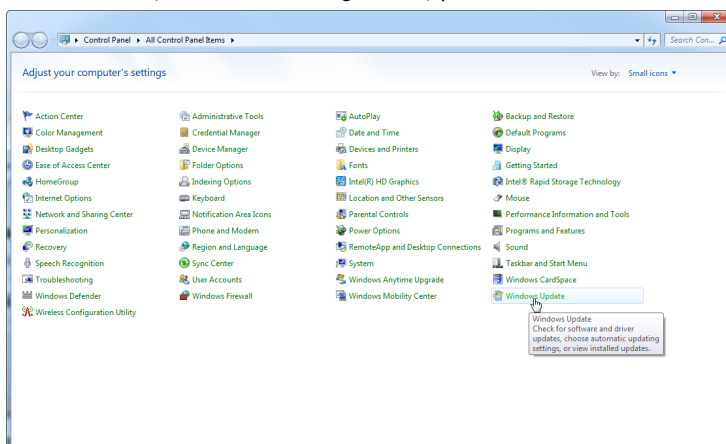 Control Panel ▸ All Control Panel Items ▸
Search Con...
Adjust your computer's settings
View by: Small icons
Action Center
Administrative Tools
AutoPlay
Backup and Restore
Color Management
Credential Manager
Date and Time
Default Programs
Desktop Gadgets
Device Manager
Devices and Printers
Display
Ease of Access Center
Folder Options
Fonts
Getting Started
HomeGroup
Indexing Options
Intel(R) HD Graphics
Intel® Rapid Storage Technology
Internet Options
Keyboard
Location and Other Sensors
Mouse
Network and Sharing Center
Notification Area Icons
Parental Controls
Performance Information and Tools
Personalization
Phone and Modem
Power Options
Programs and Features
Recovery
Region and Language
RemoteApp and Desktop Connections
Sound
Speech Recognition
Sync Center
System
Taskbar and Start Menu
Troubleshooting
User Accounts
Windows Anytime Upgrade
Windows CardSpace
Windows Defender
Windows Firewall
Windows Mobility Center
Windows Update
Wireless Configuration Utility
Windows Update
Check for software and driver
updates, choose automatic updating
settings, or view installed updates.